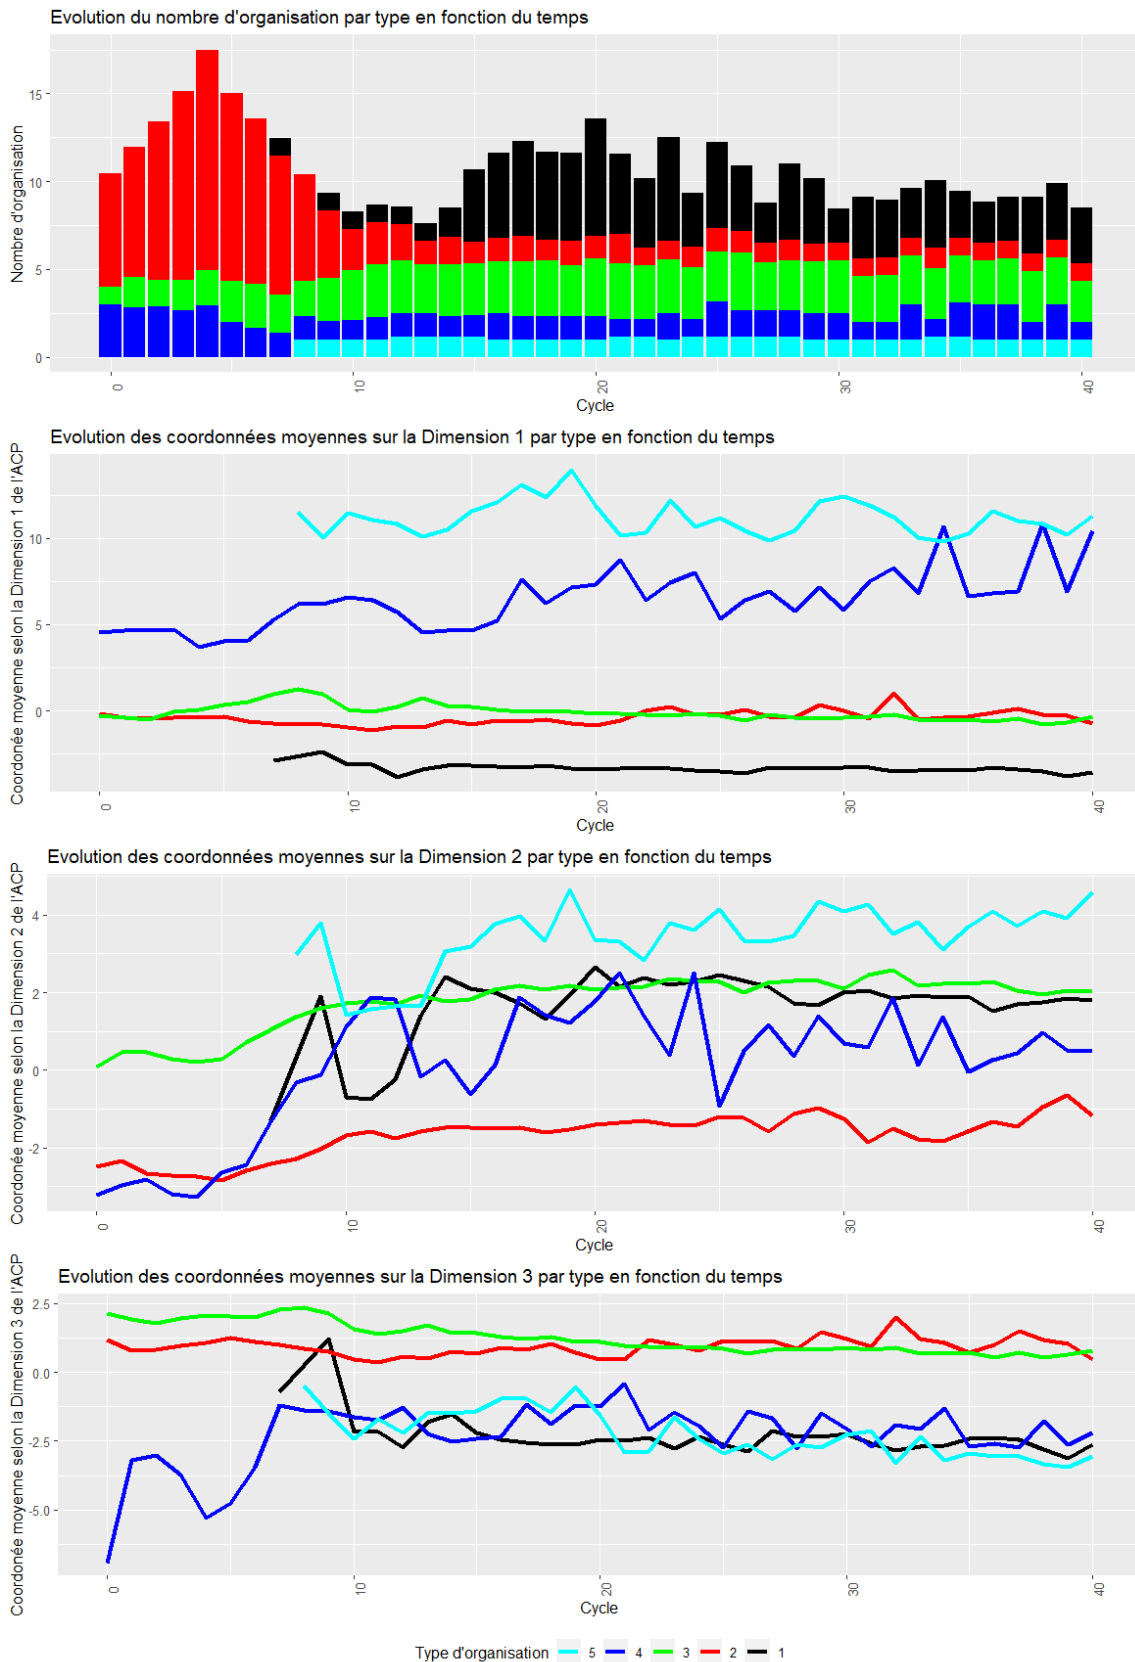 Evolution du nombre d'organisation par type en fonction du temps
Nombre d'organisation
15
10
5
0
0
10
20
30
40
Cycle
Evolution des coordonnées moyennes sur la Dimension 1 par type en fonction du temps
Coordonée moyenne selon la Dimension 1 de l'ACP
10
5
0
0
10
20
30
40
Cycle
Evolution des coordonnées moyennes sur la Dimension 2 par type en fonction du temps
Coordonée moyenne selon la Dimension 2 de l'ACP
4
2
0
-2
0
10
20
30
40
Cycle
Evolution des coordonnées moyennes sur la Dimension 3 par type en fonction du temps
Coordonée moyenne selon la Dimension 3 de l'ACP
2.5
0.0
-2.5
-5.0
0
10
20
30
40
Cycle
Type d'organisation 5 4 3 2 1